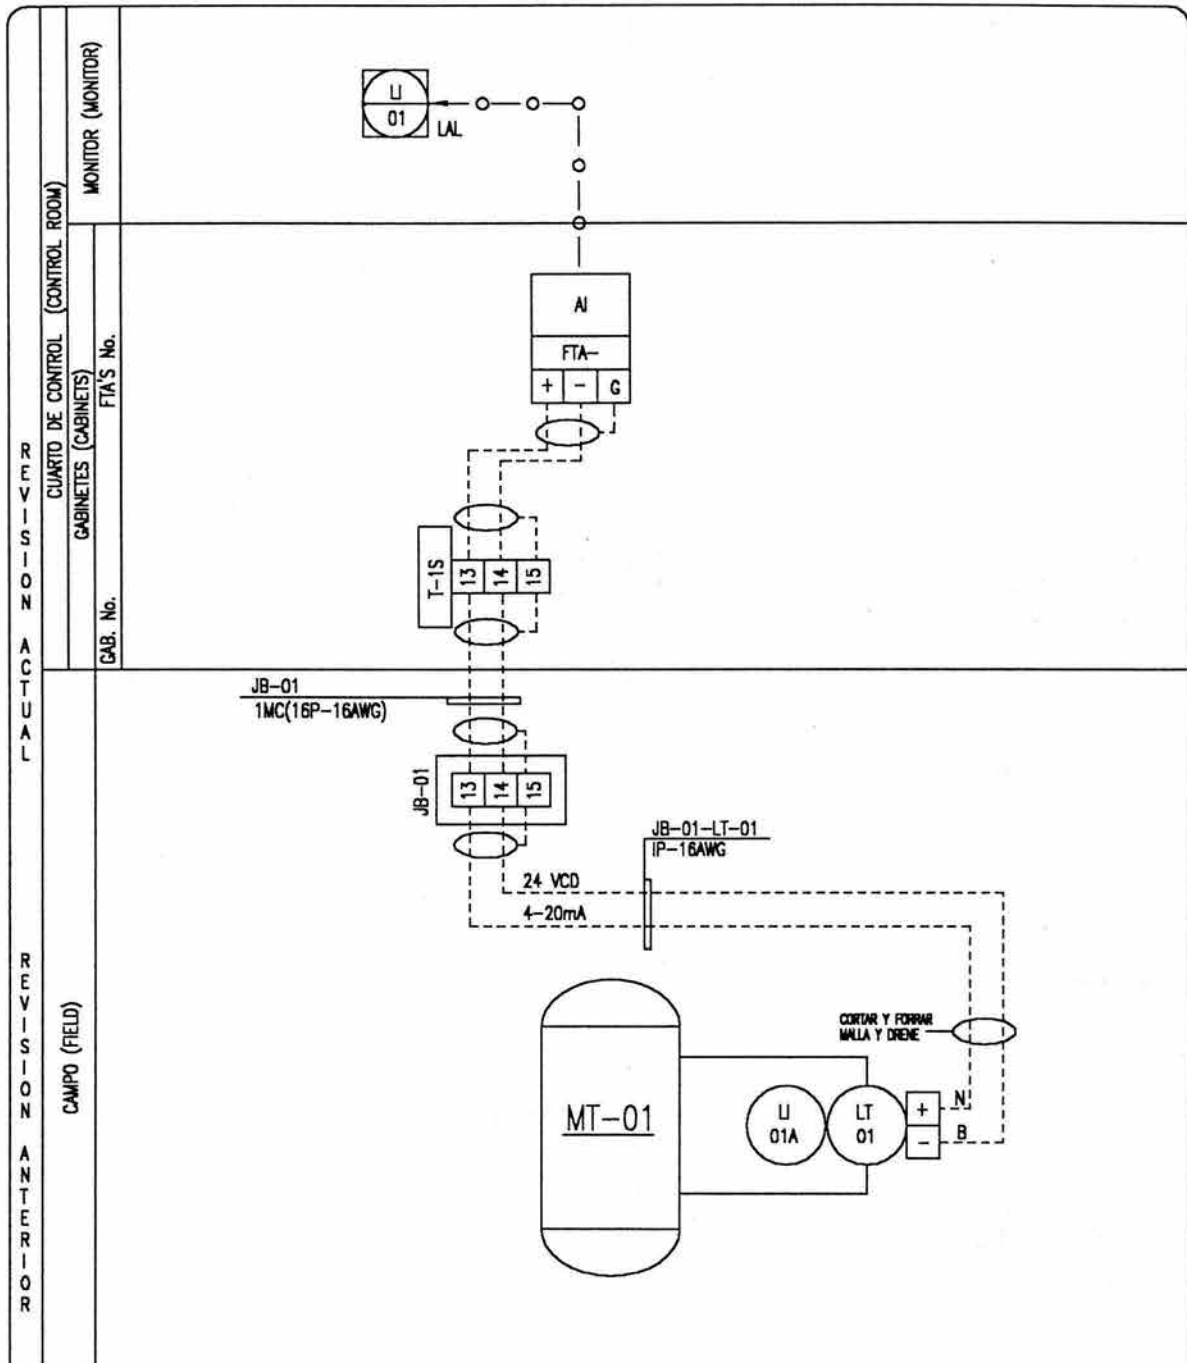 REVISION ACTUAL
REVISION ANTERIOR
CUARTO DE CONTROL (CONTROL ROOM)
MONITOR (MONITOR)
GABINETES (CABINETS)
GAB. No.
FTA'S No.
CAMPO (FIELD)
LI
01
LAL
AI
FTA-
+ - G
T-1S
13 14 15
JB-01
1MC(16P-16AWG)
JB-01
13 14 15
JB-01-LT-01
IP-16AWG
24 VCD
4-20mA
CORTAR Y FORRAR
MALLA Y DRENE
MT-01
LI
01A
LT
01
+ N
- B